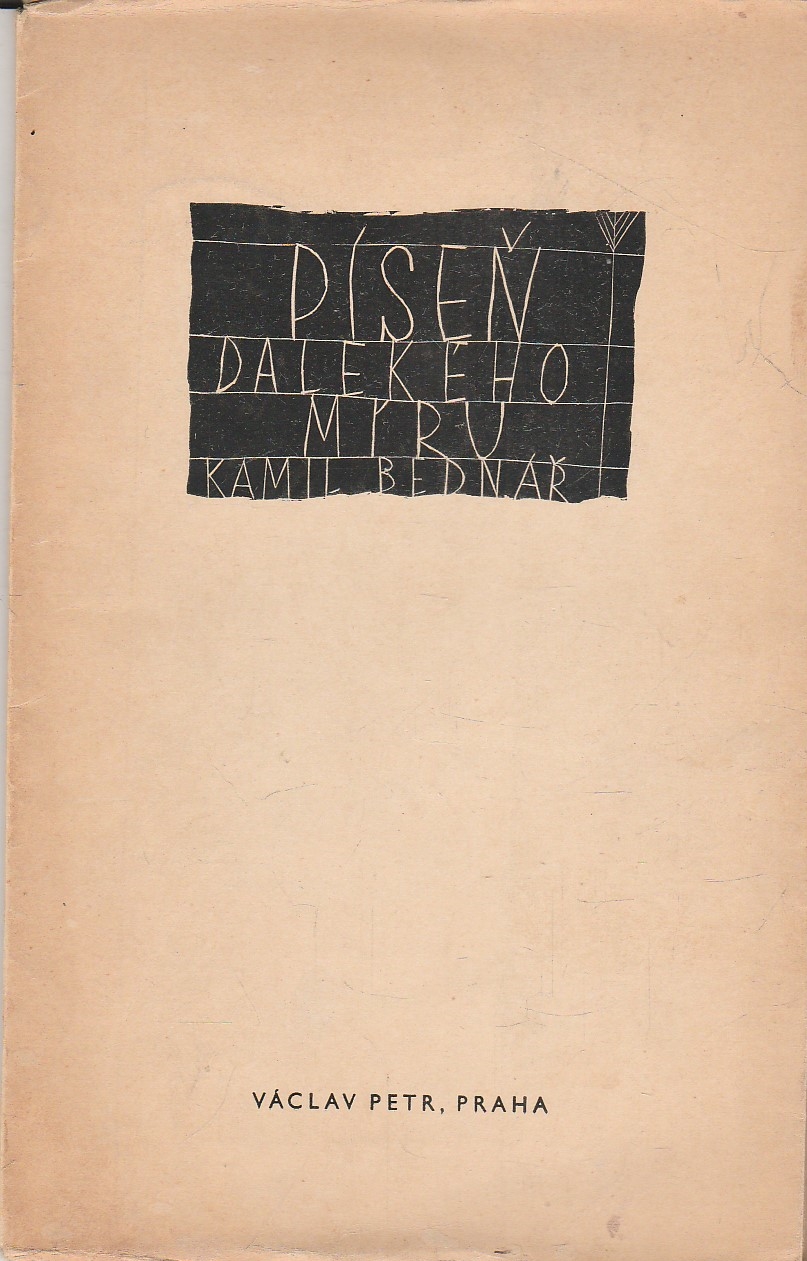 PÍSEŇ
DALEKÉHO
MÍRU
KAMIL BEDNÁŘ
VÁCLAV PETR, PRAHA